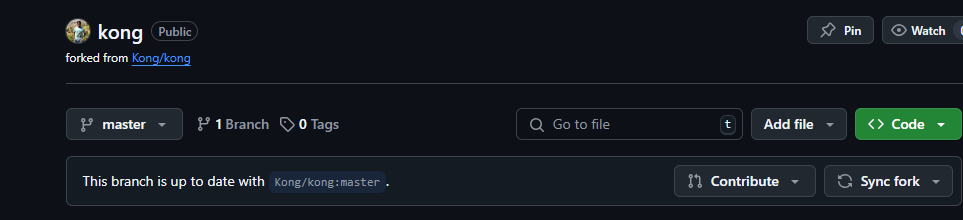 kong Public Pin Watch
forked from Kong/kong
master 1 Branch 0 Tags Go to file t Add file Code
This branch is up to date with Kong/kong:master. Contribute Sync fork